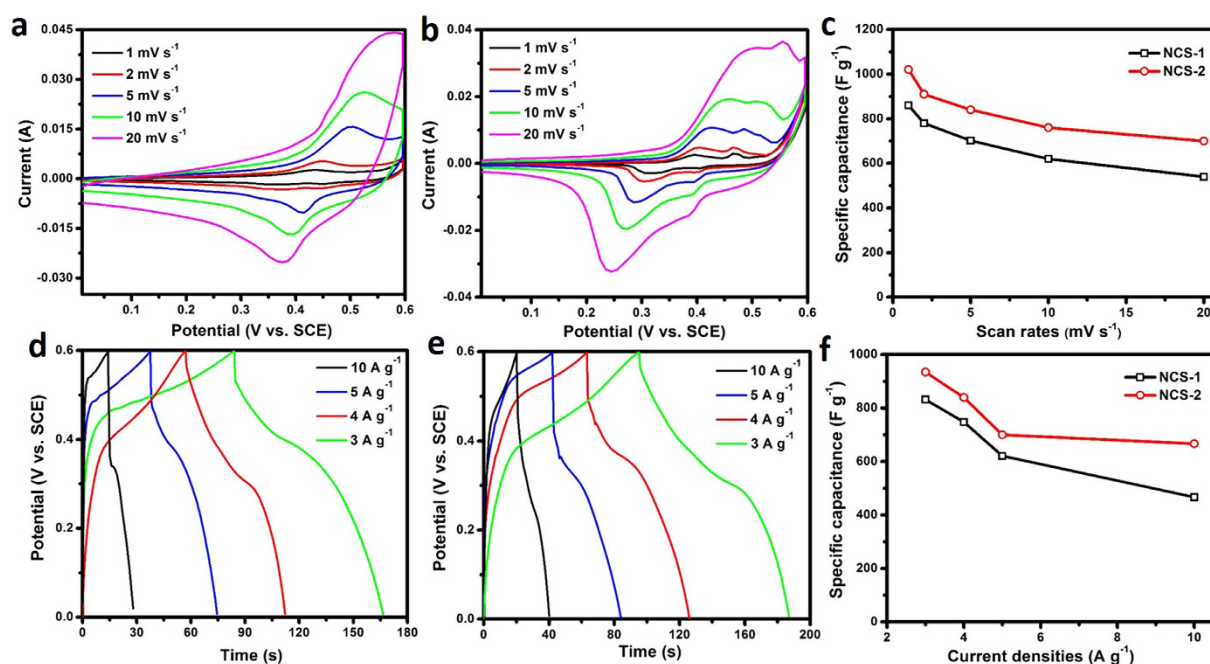 a
1 mV s⁻¹
2 mV s⁻¹
5 mV s⁻¹
10 mV s⁻¹
20 mV s⁻¹
0.045
0.030
0.015
0.000
-0.015
-0.030
Current (A)
0.1 0.2 0.3 0.4 0.5 0.6
Potential (V vs. SCE)
b
1 mV s⁻¹
2 mV s⁻¹
5 mV s⁻¹
10 mV s⁻¹
20 mV s⁻¹
0.04
0.02
0.00
-0.02
-0.04
Current (A)
0.1 0.2 0.3 0.4 0.5 0.6
Potential (V vs. SCE)
c
NCS-1
NCS-2
1200
1000
800
600
400
200
0
Specific capacitance (F g⁻¹)
0 5 10 15 20
Scan rates (mV s⁻¹)
d
10 A g⁻¹
5 A g⁻¹
4 A g⁻¹
3 A g⁻¹
0.6
0.4
0.2
0.0
Potential (V vs. SCE)
0 30 60 90 120 150 180
Time (s)
e
10 A g⁻¹
5 A g⁻¹
4 A g⁻¹
3 A g⁻¹
0.6
0.4
0.2
0.0
Potential (V vs. SCE)
0 40 80 120 160 200
Time (s)
f
NCS-1
NCS-2
1000
800
600
400
200
0
Specific capacitance (F g⁻¹)
2 4 6 8 10
Current densities (A g⁻¹)